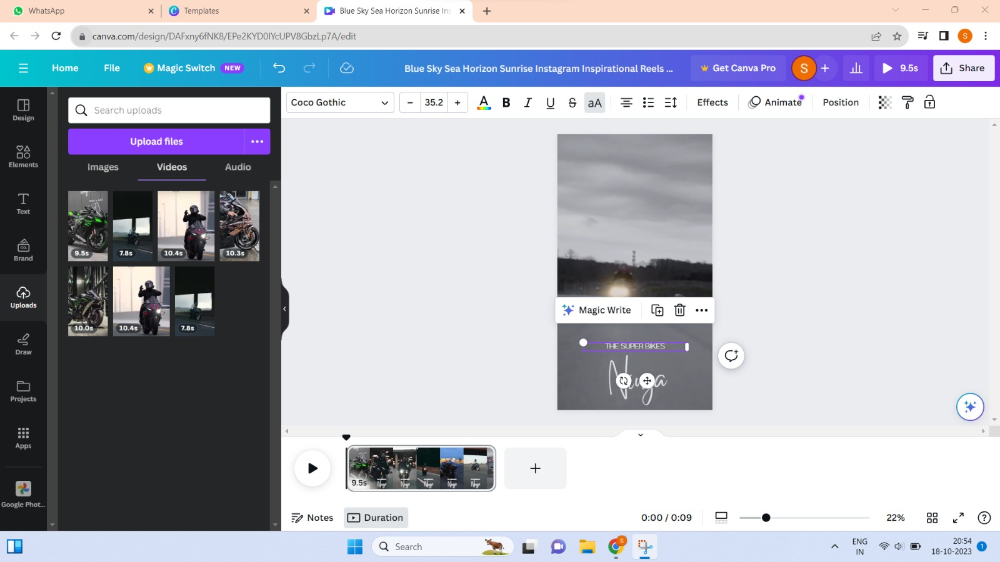 WhatsApp
Templates
Blue Sky Sea Horizon Sunrise Ins
canva.com/design/DAFxny6fNK8/EPe2KYD0IYcUPV8GbzLp7A/edit
S
Home
File
Magic Switch NEW
Blue Sky Sea Horizon Sunrise Instagram Inspirational Reels ...
Get Canva Pro
S
9.5s
Share
Design
Elements
Text
Brand
Uploads
Draw
Projects
Apps
Google Phot...
Search uploads
Upload files
Images
Videos
Audio
9.5s
7.8s
10.4s
10.3s
10.0s
10.4s
7.8s
Coco Gothic
- 35.2 +
A B I U S aA
Effects
Animate
Position
Magic Write
THE SUPER BIKES
Ninja
9.5s
Notes
Duration
0:00 / 0:09
22%
Search
ENG
IN
20:54
18-10-2023
1